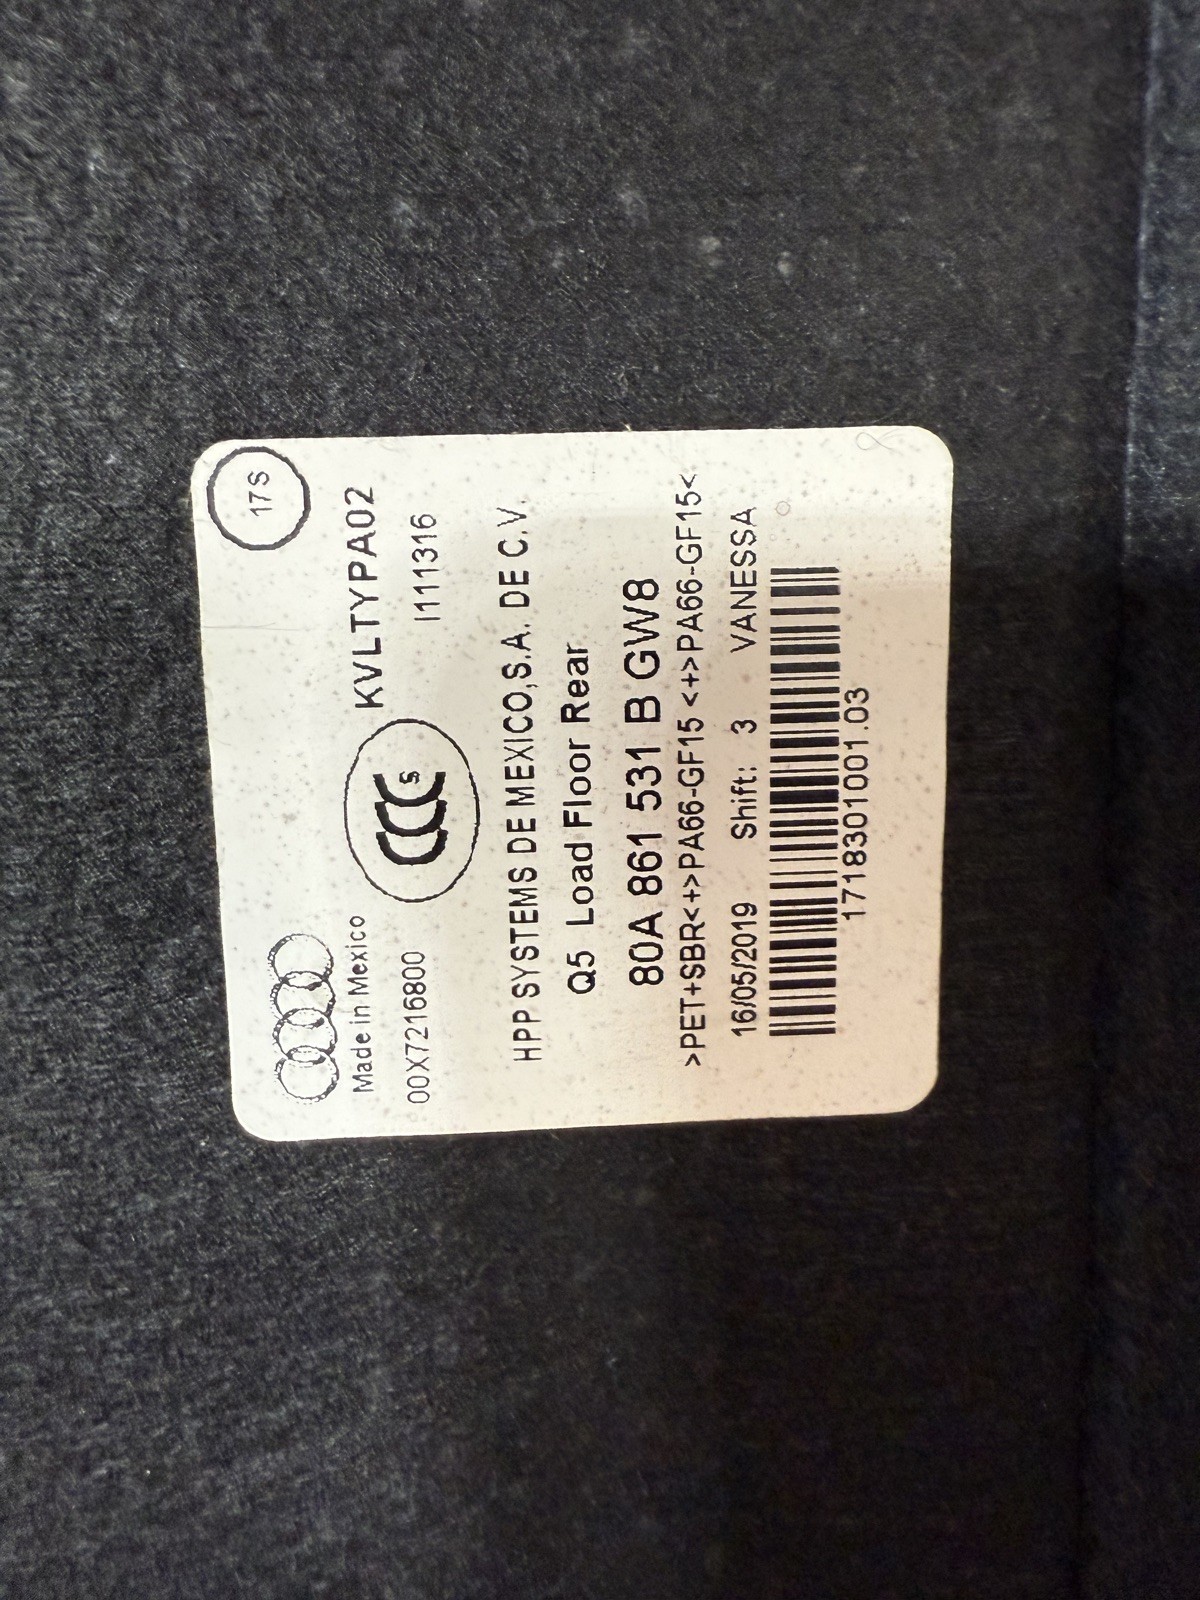 17S
Made in Mexico
KVLTYPA02
CCC S
00X7216800
I111316
HPP SYSTEMS DE MEXICO,S.A. DE C.V.
Q5 Load Floor Rear
80A 861 531 B GW8
>PET+SBR<+>PA66-GF15 <+>PA66-GF15<
16/05/2019 Shift: 3 VANESSA
1718301001.03